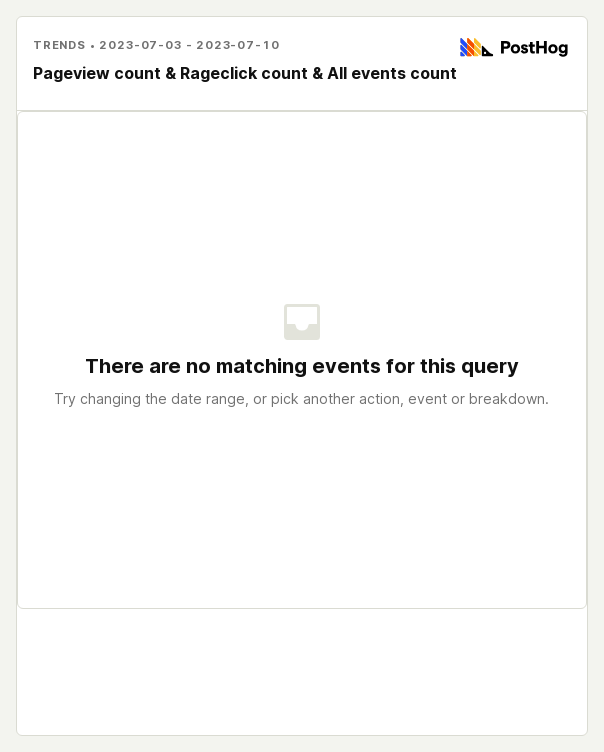 TRENDS • 2023-07-03 - 2023-07-10
PostHog
Pageview count & Rageclick count & All events count
There are no matching events for this query
Try changing the date range, or pick another action, event or breakdown.